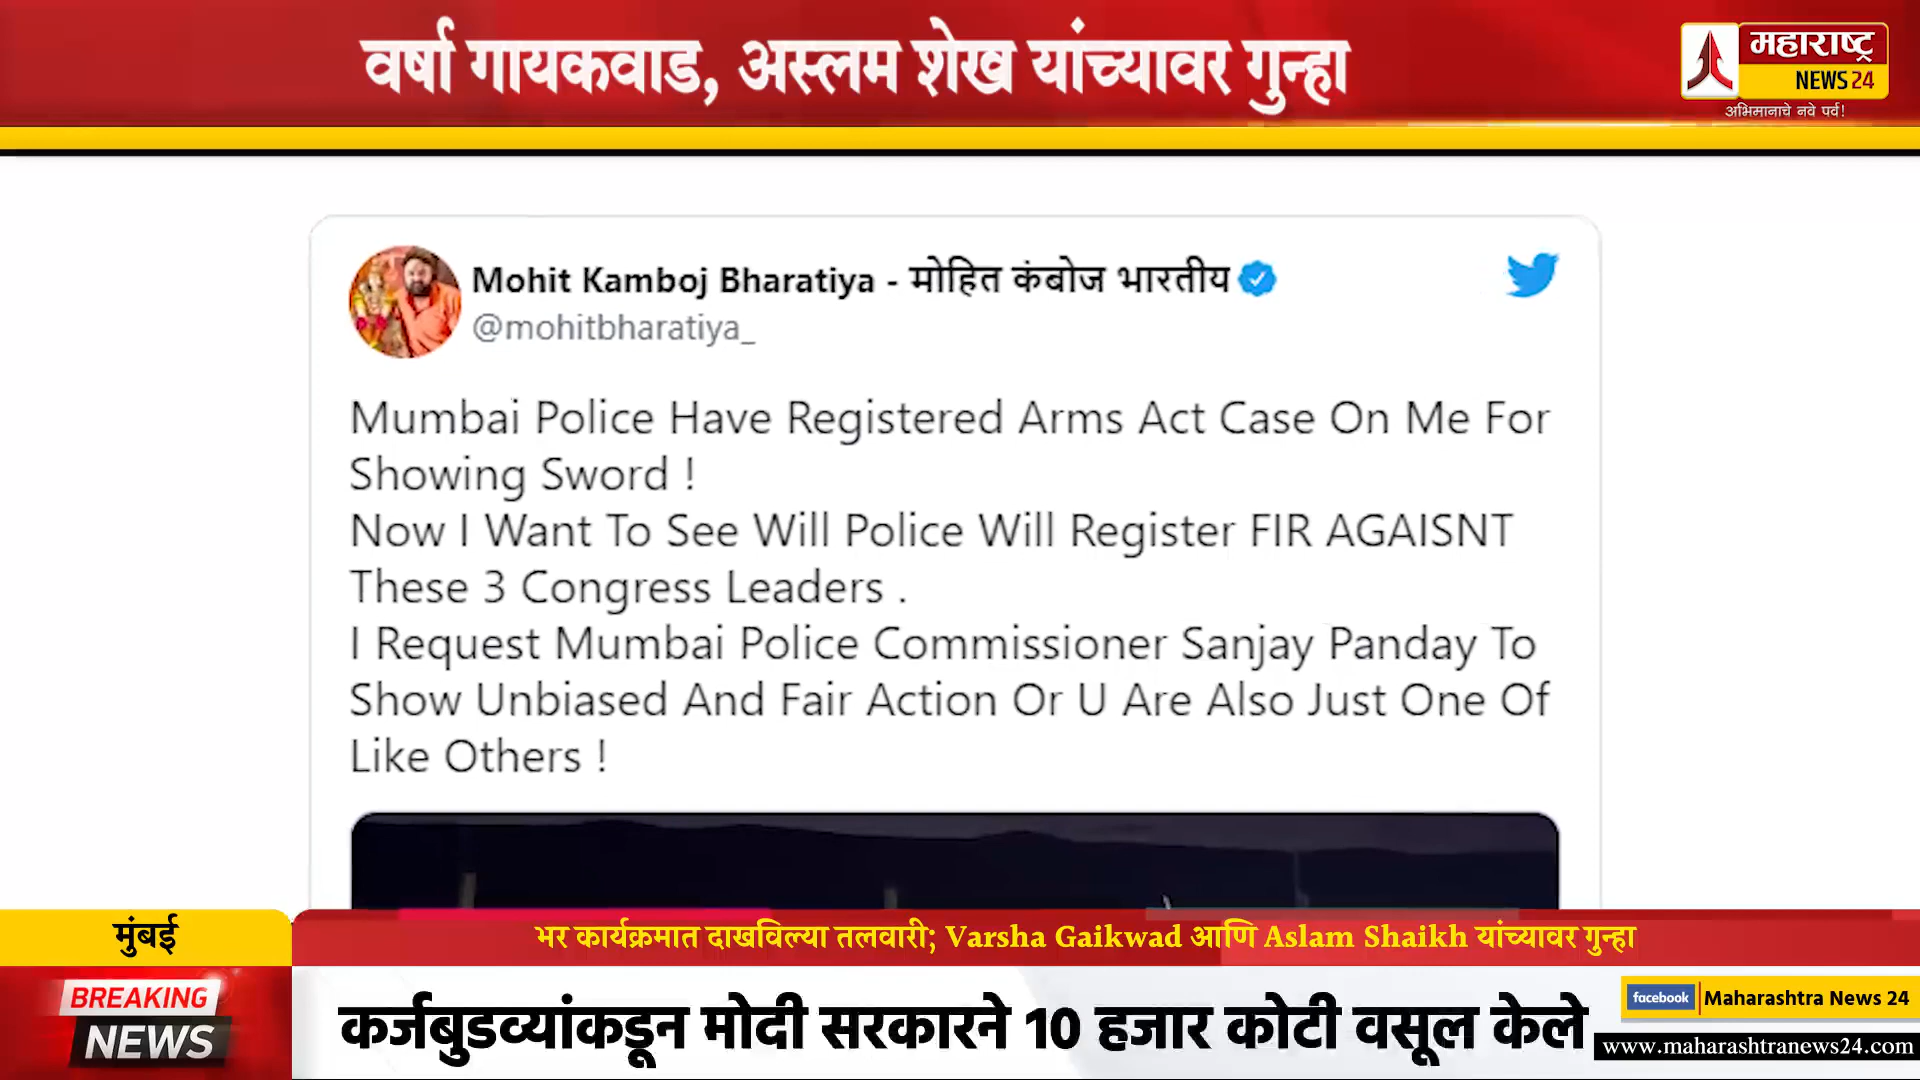 वर्षा गायकवाड, अस्लम शेख यांच्यावर गुन्हा
महाराष्ट्र
NEWS 24
अभिमानाचे नवे पर्व!
Mohit Kamboj Bharatiya - मोहित कंबोज भारतीय
@mohitbharatiya_
Mumbai Police Have Registered Arms Act Case On Me For
Showing Sword !
Now I Want To See Will Police Will Register FIR AGAISNT
These 3 Congress Leaders .
I Request Mumbai Police Commissioner Sanjay Panday To
Show Unbiased And Fair Action Or U Are Also Just One Of
Like Others !
मुंबई
भर कार्यक्रमात दाखविल्या तलवारी; Varsha Gaikwad आणि Aslam Shaikh यांच्यावर गुन्हा
BREAKING
NEWS
कर्जबुडव्यांकडून मोदी सरकारने 10 हजार कोटी वसूल केले
facebook Maharashtra News 24
www.maharashtranews24.com